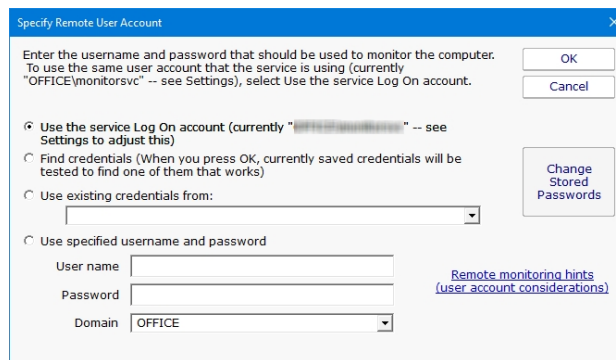 Specify Remote User Account
Enter the username and password that should be used to monitor the computer.
To use the same user account that the service is using (currently
"OFFICE\monitorsvc" -- see Settings), select Use the service Log On account.
OK
Cancel
Use the service Log On account (currently "" -- see
Settings to adjust this)
Find credentials (When you press OK, currently saved credentials will be
tested to find one of them that works)
Change
Stored
Passwords
Use existing credentials from:
Use specified username and password
User name
Password
Domain
OFFICE
Remote monitoring hints
(user account considerations)